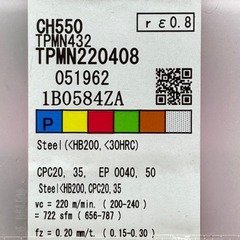 CH550
rε0.8
TPMN432
TPMN220408
051962
1B0584ZA
P
Steel(<HB200,<30HRC)
CPC20, 35, EP 0040, 50
Steel<HB200,CPC20,35
vc = 220 m/min. (200-240)
= 722 sfm (656-787)
fz = 0.20 mm/t. (0.15-0.30)